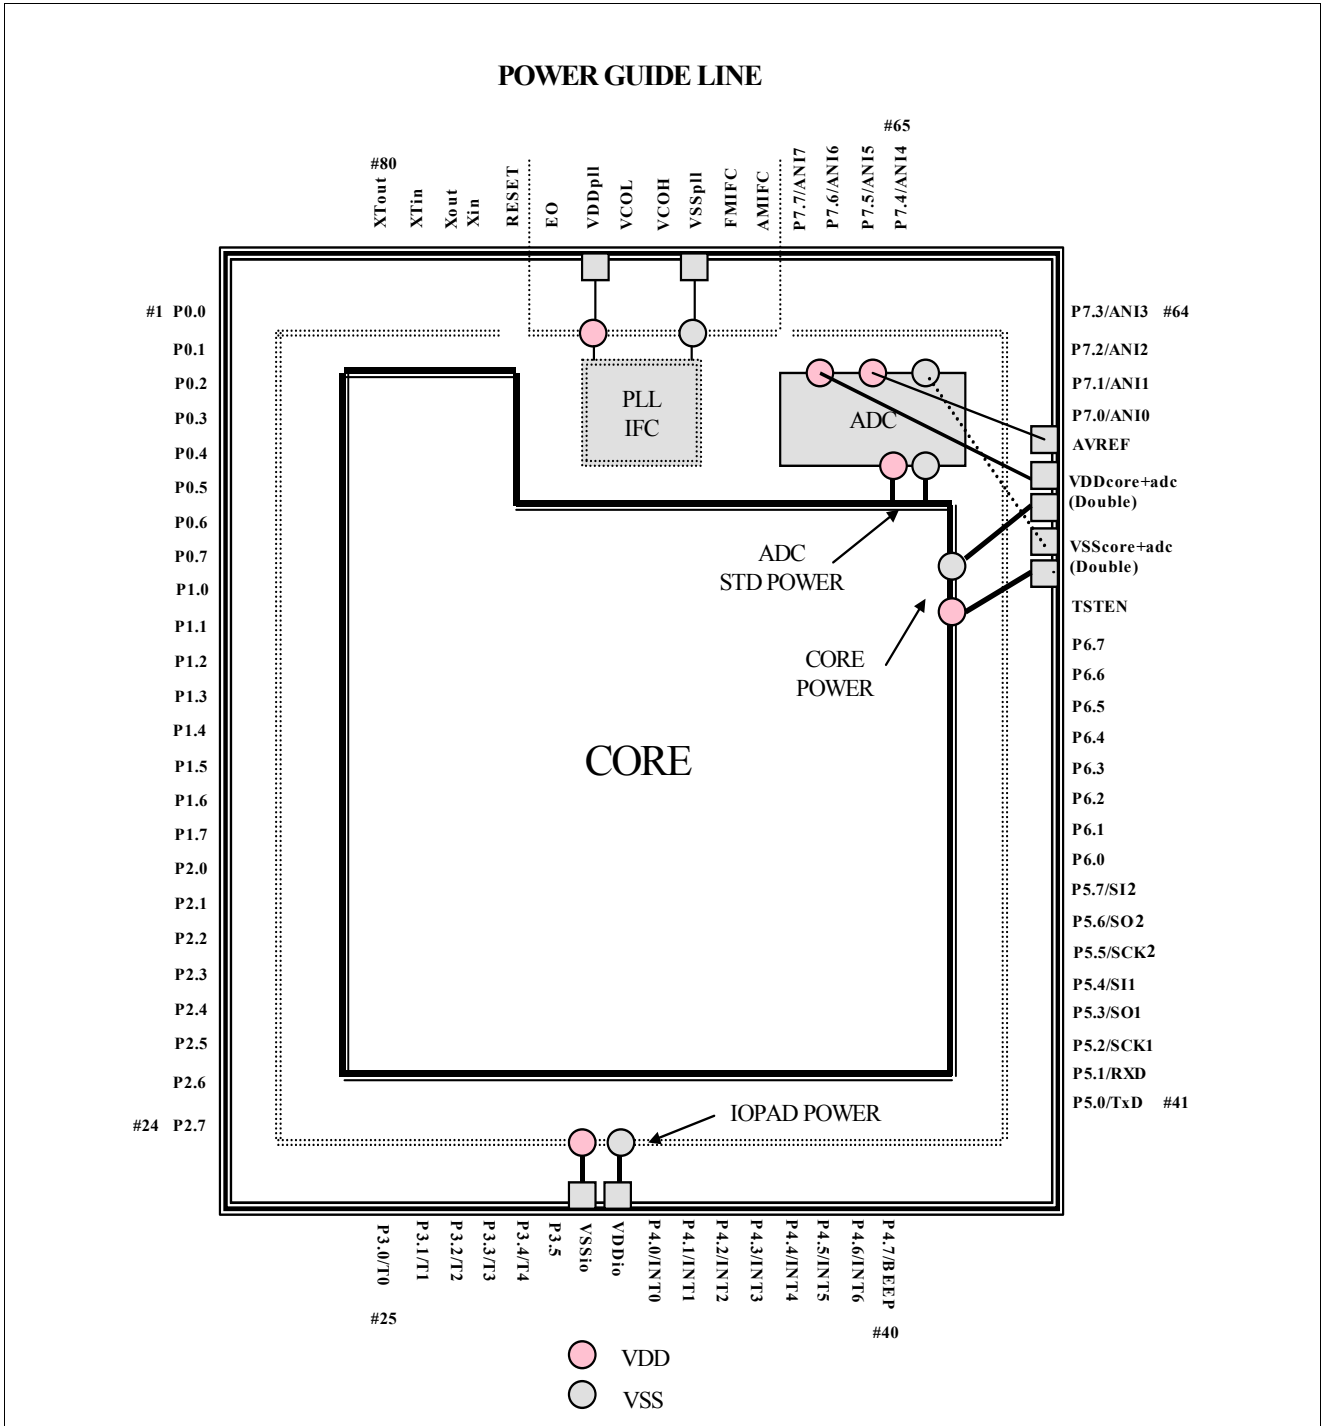 POWER GUIDE LINE
#65
#80
XTout
XTin
Xout
Xin
RESET
EO
VDDpll
VCOL
VCOH
VSSpll
FMIFC
AMIFC
P7.7/ANI7
P7.6/ANI6
P7.5/ANI5
P7.4/ANI4
#1 P0.0
P0.1
P0.2
P0.3
P0.4
P0.5
P0.6
P0.7
P1.0
P1.1
P1.2
P1.3
P1.4
P1.5
P1.6
P1.7
P2.0
P2.1
P2.2
P2.3
P2.4
P2.5
P2.6
#24 P2.7
PLL
IFC
ADC
ADC
STD POWER
CORE
POWER
CORE
IOPAD POWER
P7.3/ANI3 #64
P7.2/ANI2
P7.1/ANI1
P7.0/ANI0
AVREF
VDDcore+adc
(Double)
VSScore+adc
(Double)
TSTEN
P6.7
P6.6
P6.5
P6.4
P6.3
P6.2
P6.1
P6.0
P5.7/SI2
P5.6/SO2
P5.5/SCK2
P5.4/SI1
P5.3/SO1
P5.2/SCK1
P5.1/RXD
P5.0/TxD #41
P3.0/T0
P3.1/T1
P3.2/T2
P3.3/T3
P3.4/T4
P3.5
VSSio
VDDio
P4.0/INT0
P4.1/INT1
P4.2/INT2
P4.3/INT3
P4.4/INT4
P4.5/INT5
P4.6/INT6
P4.7/BEEP
#25
#40
VDD
VSS